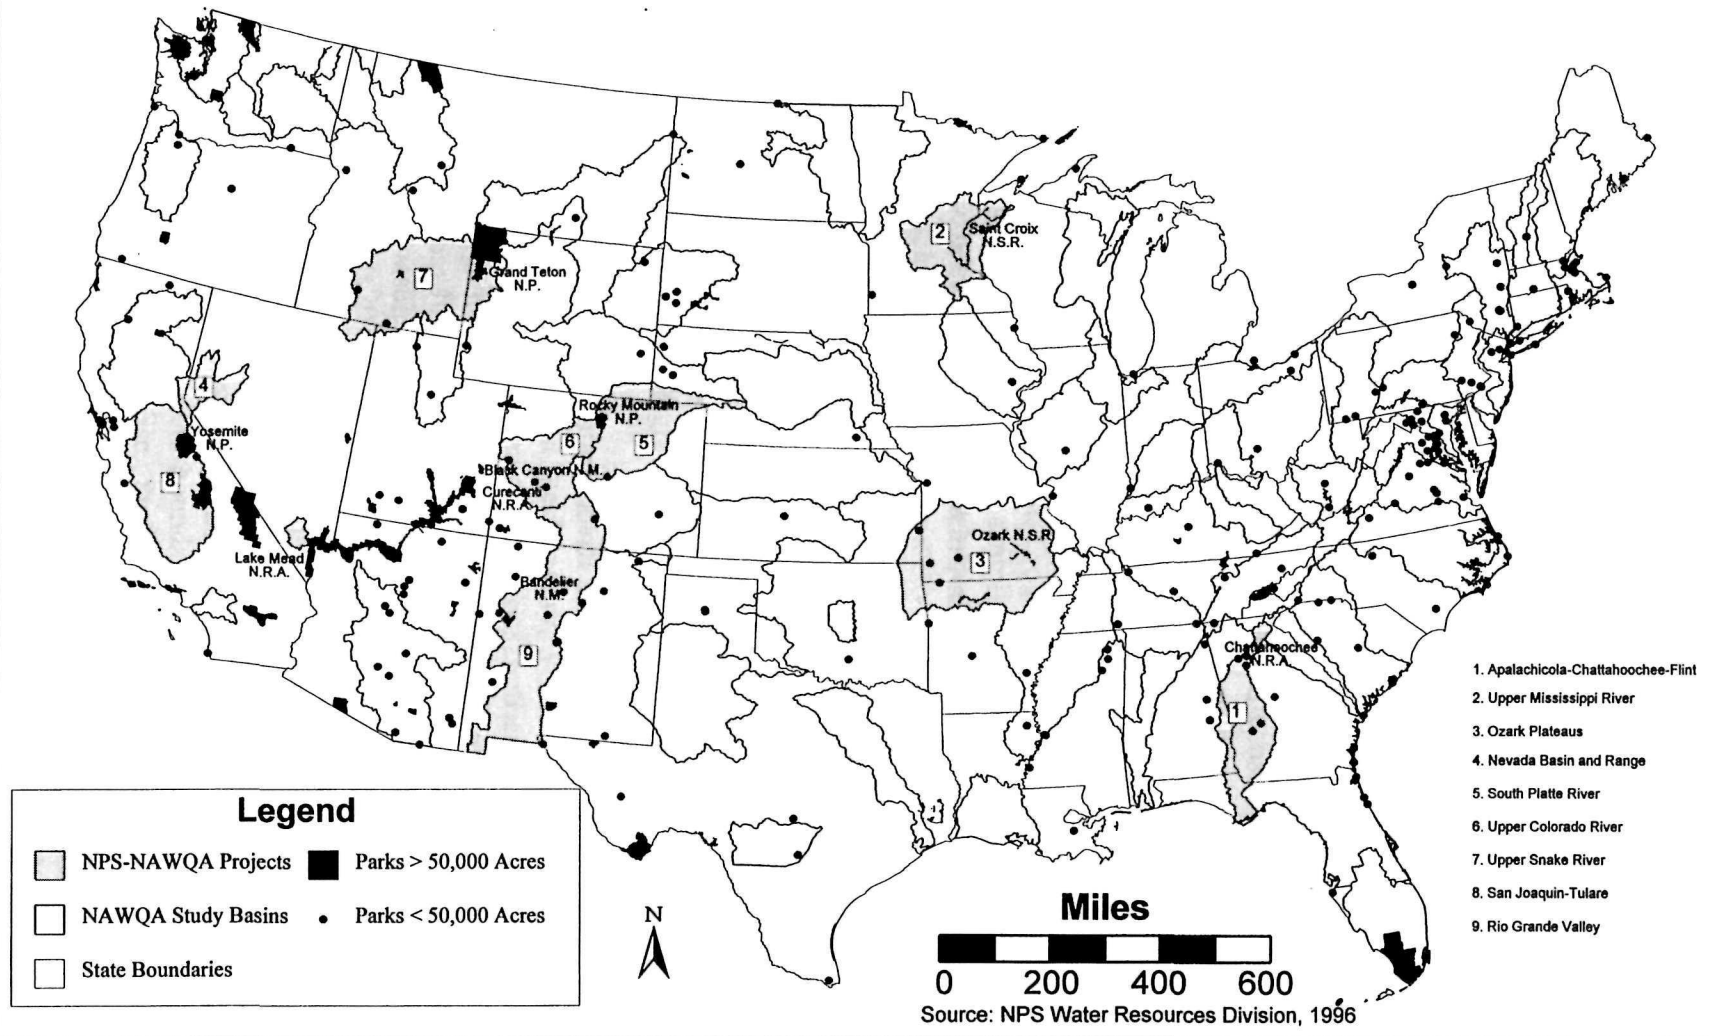 2
Saint Croix
N.S.R.
7
Grand Teton
N.P.
4
Rocky Mountain
N.P.
Yosemite
N.P.
6
5
8
Black Canyon N.M.
Curecanti
N.R.A.
Ozark N.S.R.
3
Lake Mead
N.R.A.
Bandelier
N.M.
9
Chattahoochee
N.R.A.
1
1. Apalachicola-Chattahoochee-Flint
2. Upper Mississippi River
3. Ozark Plateaus
4. Nevada Basin and Range
5. South Platte River
6. Upper Colorado River
7. Upper Snake River
8. San Joaquin-Tulare
9. Rio Grande Valley
Legend
NPS-NAWQA Projects
Parks > 50,000 Acres
NAWQA Study Basins
Parks < 50,000 Acres
State Boundaries
N
Miles
0 200 400 600
Source: NPS Water Resources Division, 1996